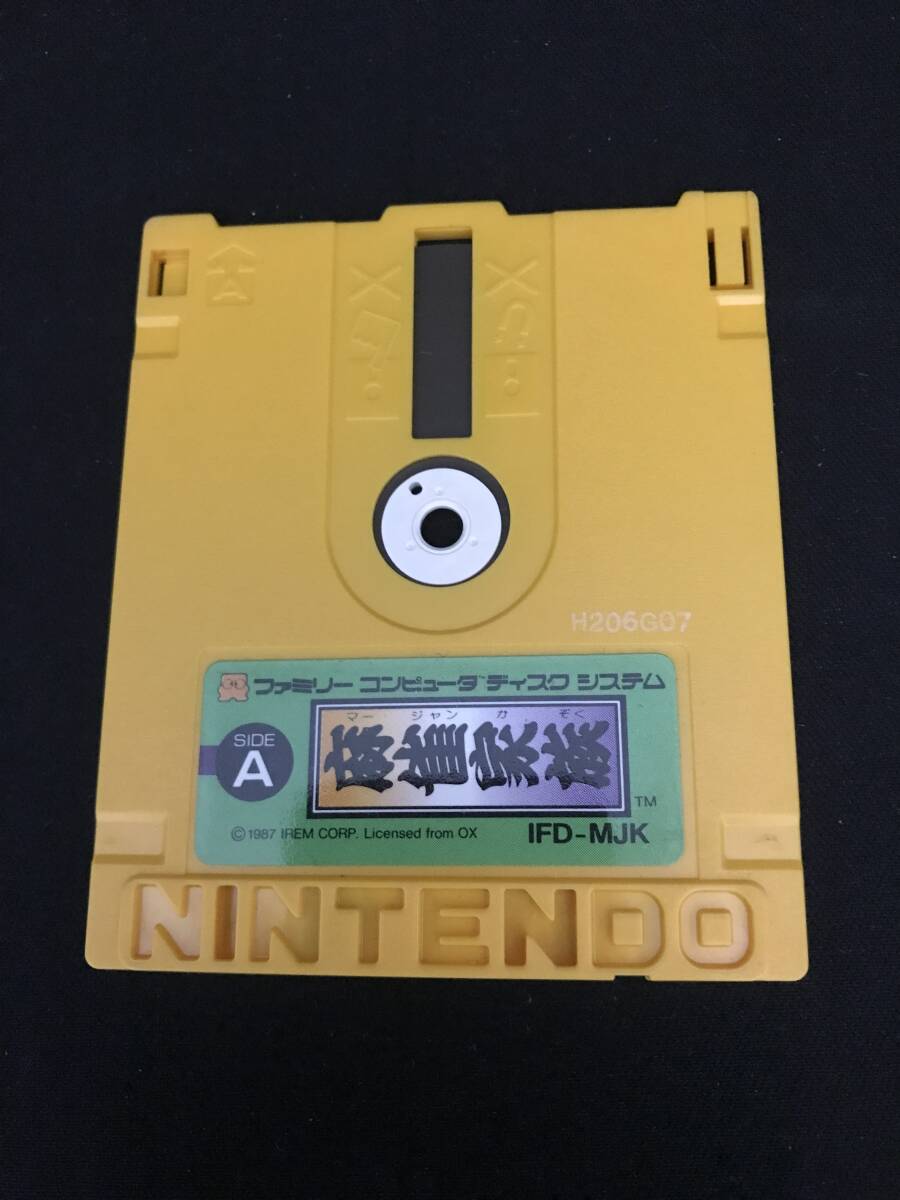 A
H206G07
ファミリー コンピュータ™ ディスク システム
SIDE
A
マー ジャン か ぞく
麻雀家族
TM
©1987 IREM CORP. Licensed from OX
IFD-MJK
NINTENDO